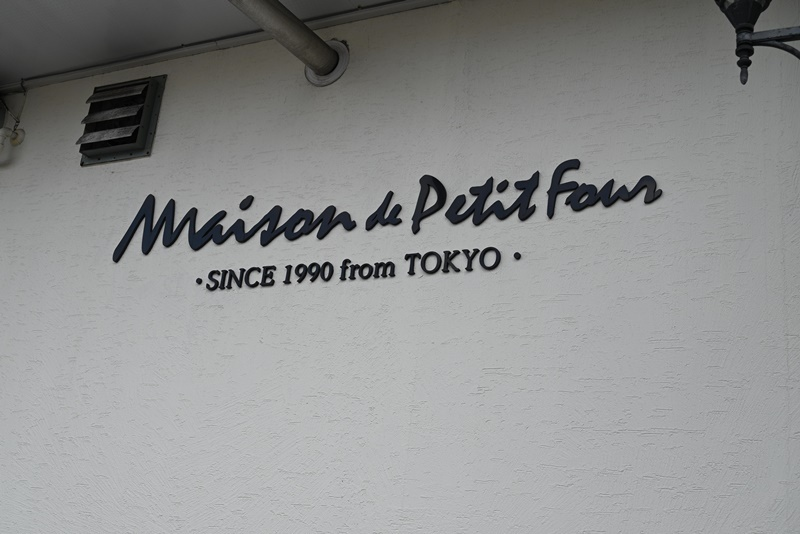 Maison de Petit Four
・SINCE 1990 from TOKYO・